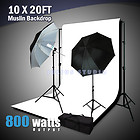 10 X 20FT
Muslin Backdrop
800 watts
OUTPUT